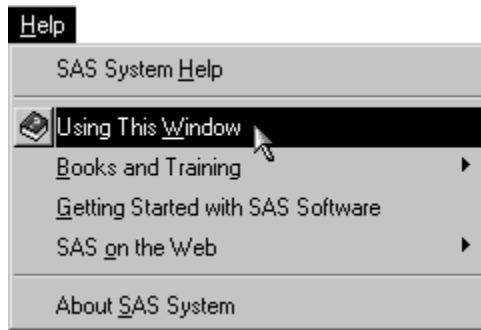 Help
SAS System Help
Using This Window
Books and Training
Getting Started with SAS Software
SAS on the Web
About SAS System